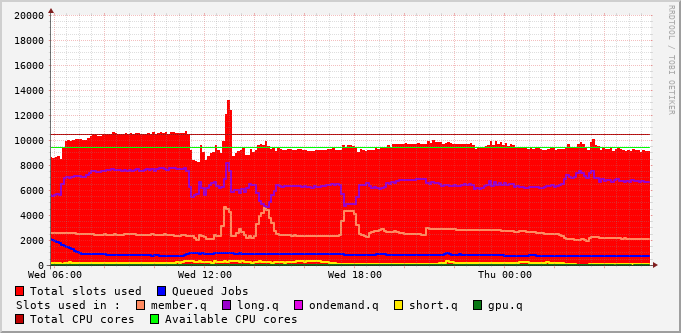 20000
18000
16000
14000
12000
10000
8000
6000
4000
2000
0
Wed 06:00 Wed 12:00 Wed 18:00 Thu 00:00
RRDTOOL / TOBI OETIKER
Total slots used Queued Jobs
Slots used in : member.q long.q ondemand.q short.q gpu.q
Total CPU cores Available CPU cores